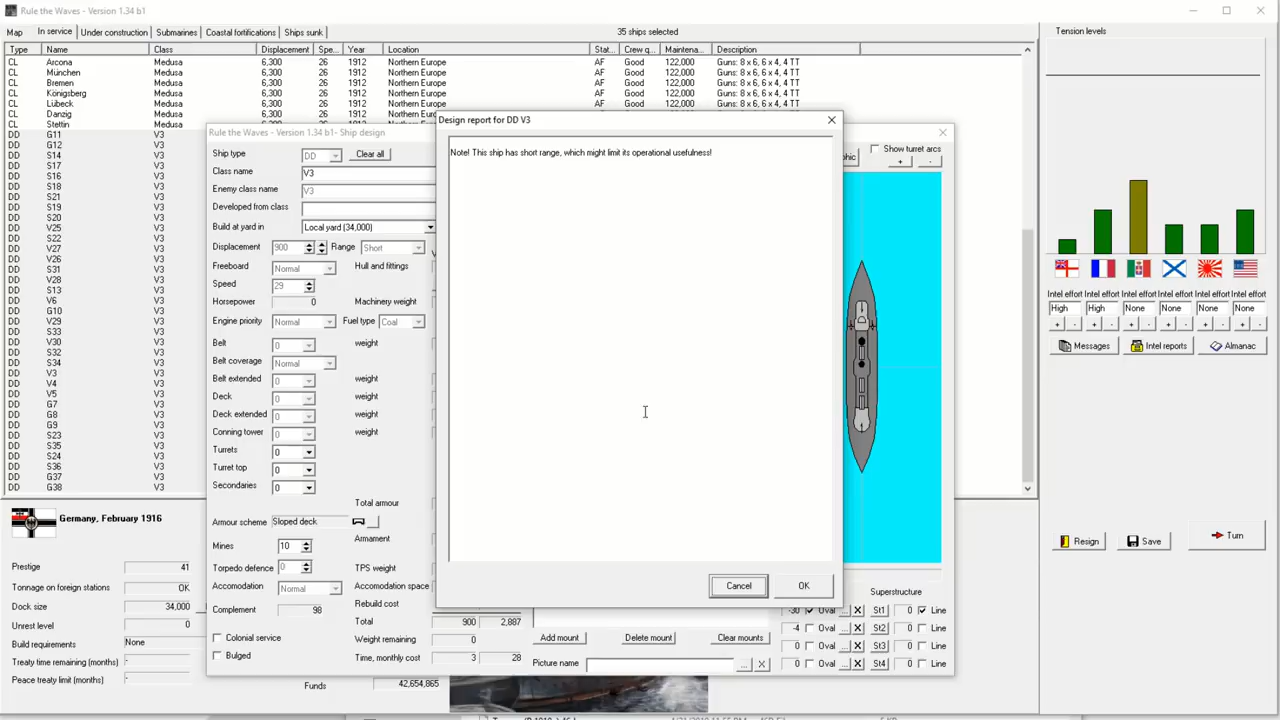 Rule the Waves - Version 1.34 b1
Map In service Under construction Submarines Coastal fortifications Ships sunk 35 ships selected
Type Name Class Displacement Spe... Year Location Stat... Crew q... Maintena... Description
CL Arcona Medusa 6,300 26 1912 Northern Europe AF Good 122,000 Guns: 8 x 6, 6 x 4, 4 TT
CL München Medusa 6,300 26 1912 Northern Europe AF Good 122,000 Guns: 8 x 6, 6 x 4, 4 TT
CL Bremen Medusa 6,300 26 1912 Northern Europe AF Good 122,000 Guns: 8 x 6, 6 x 4, 4 TT
CL Königsberg Medusa 6,300 26 1912 Northern Europe AF Good 122,000 Guns: 8 x 6, 6 x 4, 4 TT
CL Lübeck Medusa 6,300 26 1912 Northern Europe AF Good 122,000 Guns: 8 x 6, 6 x 4, 4 TT
CL Danzig Medusa 6,300 26 1912 Northern Europe AF Good 122,000 Guns: 8 x 6, 6 x 4, 4 TT
CL Stettin Medusa
DD G11 V3
DD G12 V3
DD S14 V3
DD S17 V3
DD S16 V3
DD S18 V3
DD S21 V3
DD S19 V3
DD S20 V3
DD V25 V3
DD S22 V3
DD V27 V3
DD V26 V3
DD S31 V3
DD V28 V3
DD S13 V3
DD V6 V3
DD G10 V3
DD V29 V3
DD S33 V3
DD V30 V3
DD S32 V3
DD S34 V3
DD V3 V3
DD V4 V3
DD V5 V3
DD G7 V3
DD G8 V3
DD G9 V3
DD S23 V3
DD S35 V3
DD S24 V3
DD S36 V3
DD G37 V3
DD G38 V3
Rule the Waves - Version 1.34 b1- Ship design
Ship type DD Clear all
Class name V3
Enemy class name V3
Developed from class
Build at yard in Local yard (34,000)
Displacement 900 Range Short
Freeboard Normal Hull and fittings
Speed 29
Horsepower 0 Machinery weight
Engine priority Normal Fuel type Coal
Belt 0 weight
Belt coverage Normal
Belt extended 0 weight
Deck 0 weight
Deck extended 0 weight
Conning tower 0 weight
Turrets 0
Turret top 0
Secondaries 0
Total armour
Armour scheme Sloped deck
Armament
Mines 10
Torpedo defence 0 TPS weight
Accomodation Normal Accomodation space
Complement 98 Rebuild cost
Total 900 2,887
Colonial service Weight remaining 0
Bulged Time, monthly cost 3 28
Design report for DD V3
Note! This ship has short range, which might limit its operational usefulness!
Cancel OK
Add mount Delete mount Clear mounts
Picture name ... X
phic Show turret arcs
+ -
Superstructure
-30 Oval ... X St1 0 Line
-4 Oval ... X St2 0 Line
0 Oval ... X St3 0 Line
0 Oval ... X St4 0 Line
Tension levels
Intel effort Intel effort Intel effort Intel effort Intel effort Intel effort
High High None None None None
+ - + - + - + - + - + -
Messages Intel reports Almanac
Resign Save Turn
Germany, February 1916
Prestige 41
Tonnage on foreign stations OK
Dock size 34,000
Unrest level 0
Build requirements None
Treaty time remaining (months) -
Peace treaty limit (months) -
Funds 42,654,865